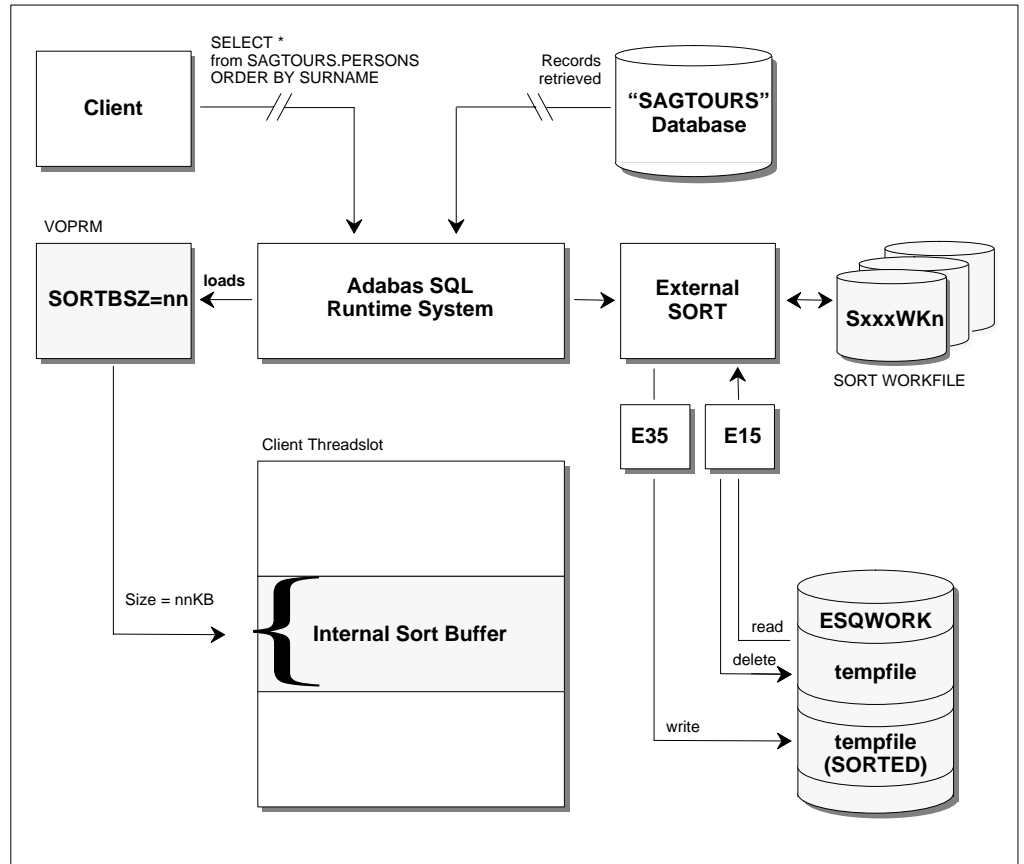 SELECT *
from SAGTOURS.PERSONS
ORDER BY SURNAME
Client
Records
retrieved
“SAGTOURS”
Database
VOPRM
SORTBSZ=nn
loads
Adabas SQL
Runtime System
External
SORT
SxxxWKn
SORT WORKFILE
E35
E15
Client Threadslot
Size = nnKB
{
Internal Sort Buffer
ESQWORK
read
delete
tempfile
write
tempfile
(SORTED)